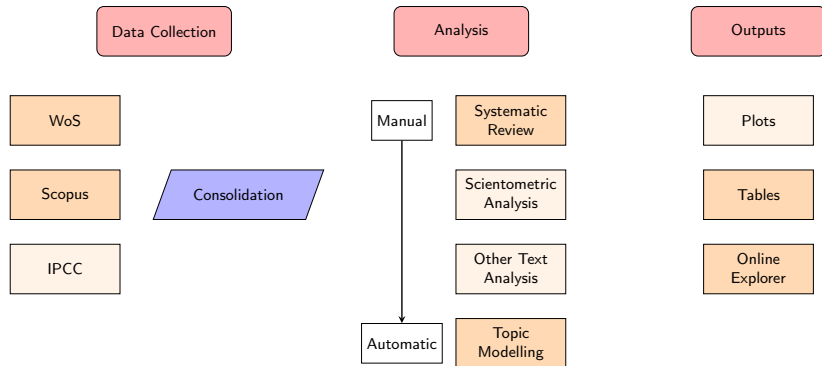 Data Collection
Analysis
Outputs
WoS
Scopus
IPCC
Consolidation
Manual
Automatic
Systematic
Review
Scientometric
Analysis
Other Text
Analysis
Topic
Modelling
Plots
Tables
Online
Explorer